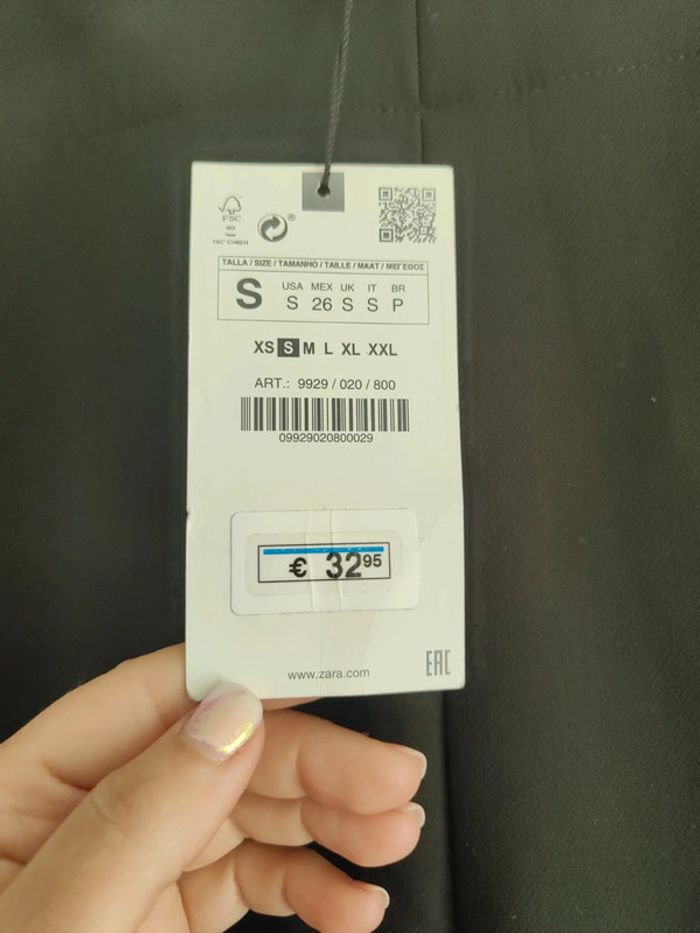 FSC
MIX
®
TALLA / SIZE / TAMANHO / TAILLE / MAAT / ΜΕΓΕΘΟΣ
S
USA MEX UK IT BR
S 26 S S P
XS S M L XL XXL
ART.: 9929 / 020 / 800
09929020800029
€ 32⁹⁵
www.zara.com
EAC